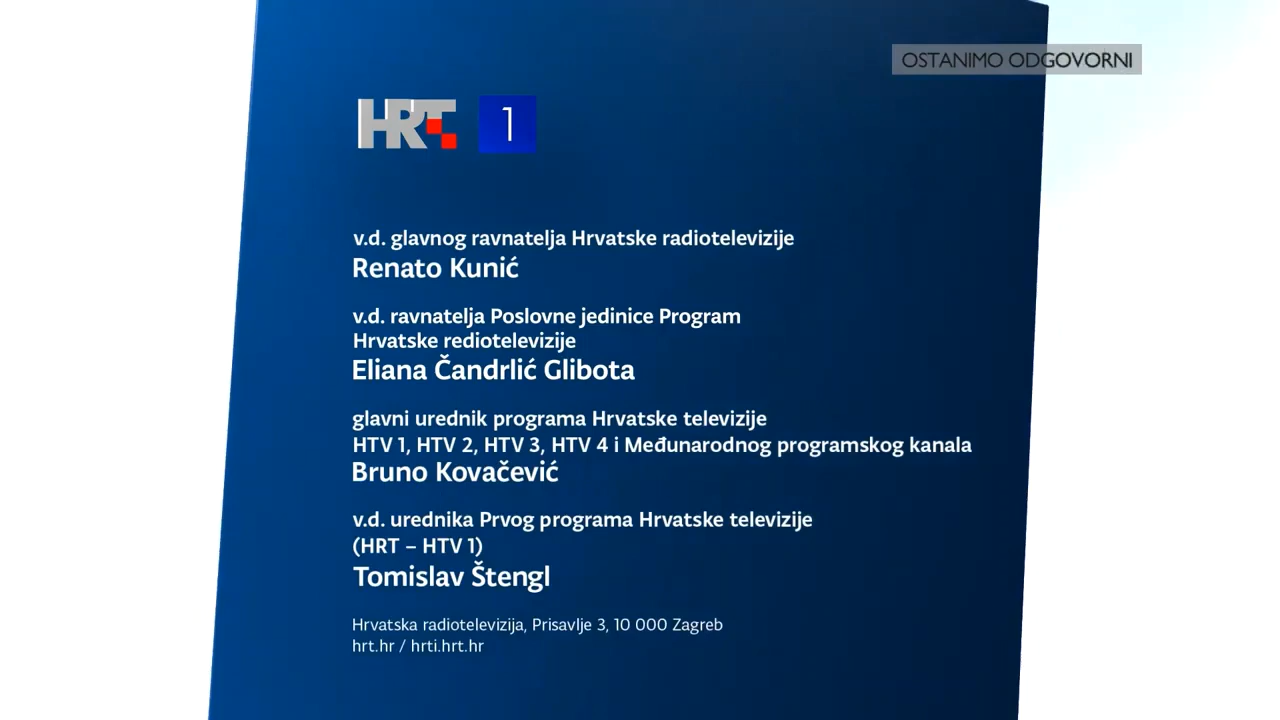 OSTANIMO ODGOVORNI
HRT 1
v.d. glavnog ravnatelja Hrvatske radiotelevizije
Renato Kunić
v.d. ravnatelja Poslovne jedinice Program
Hrvatske rediotelevizije
Eliana Čandrlić Glibota
glavni urednik programa Hrvatske televizije
HTV 1, HTV 2, HTV 3, HTV 4 i Međunarodnog programskog kanala
Bruno Kovačević
v.d. urednika Prvog programa Hrvatske televizije
(HRT – HTV 1)
Tomislav Štengl
Hrvatska radiotelevizija, Prisavlje 3, 10 000 Zagreb
hrt.hr / hrti.hrt.hr